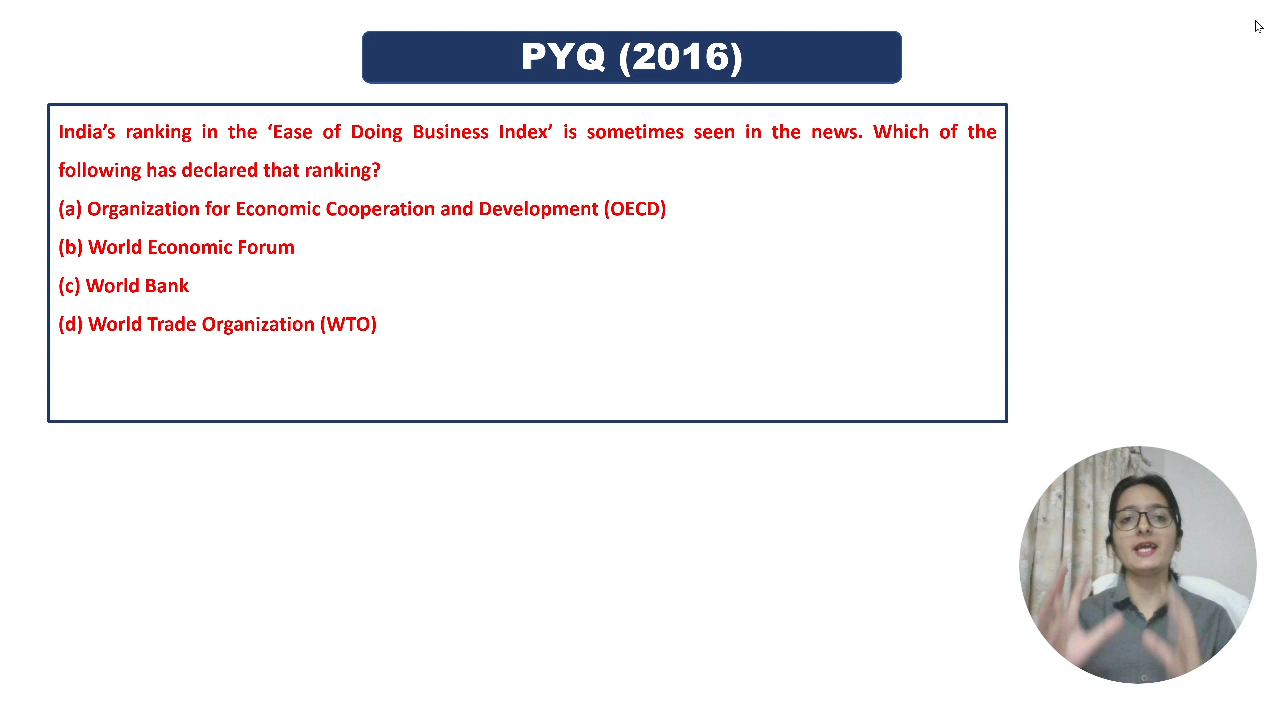 PYQ (2016)
India’s ranking in the ‘Ease of Doing Business Index’ is sometimes seen in the news. Which of the
following has declared that ranking?
(a) Organization for Economic Cooperation and Development (OECD)
(b) World Economic Forum
(c) World Bank
(d) World Trade Organization (WTO)